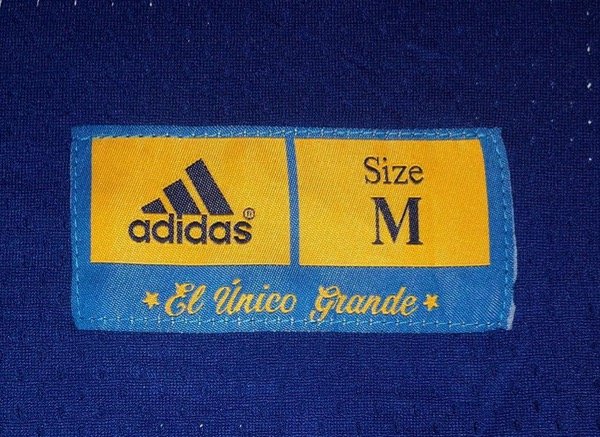 adidas®
Size
M
★ El Único Grande ★